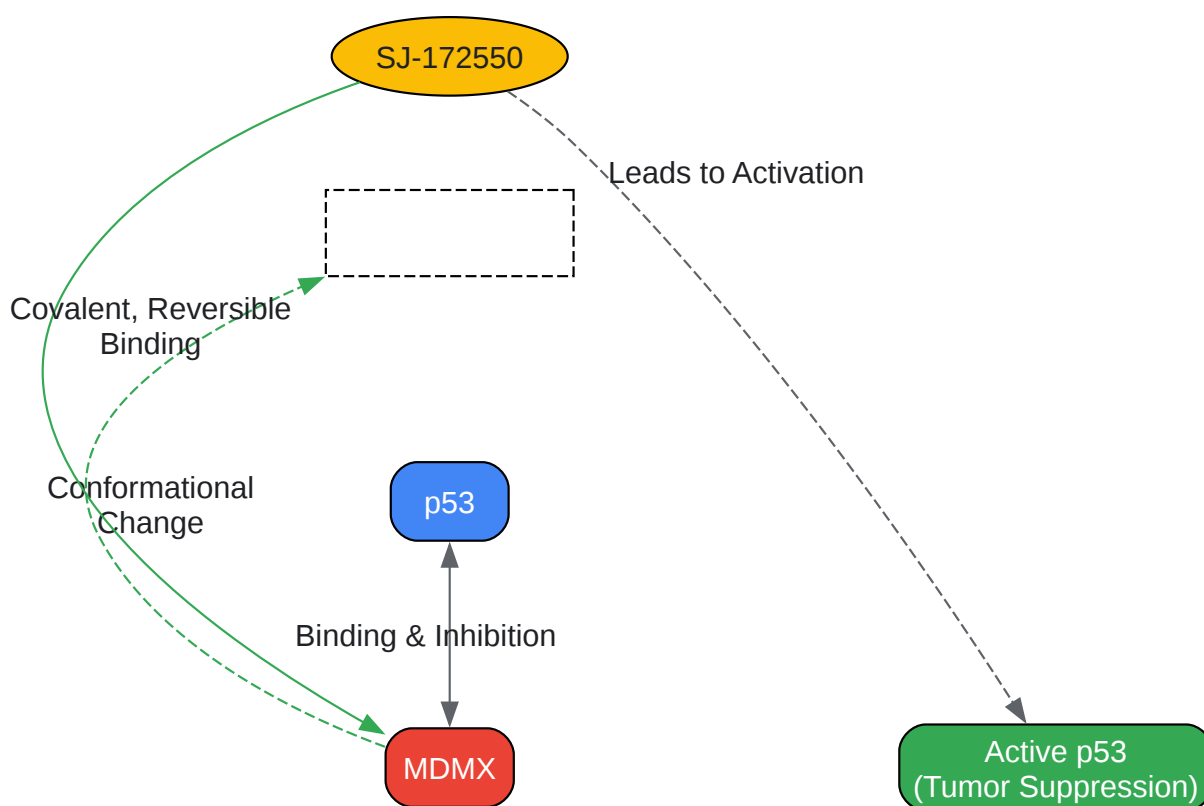 SJ-172550
Leads to Activation
Covalent, Reversible
Binding
Conformational
Change
p53
Binding & Inhibition
MDMX
Active p53
(Tumor Suppression)